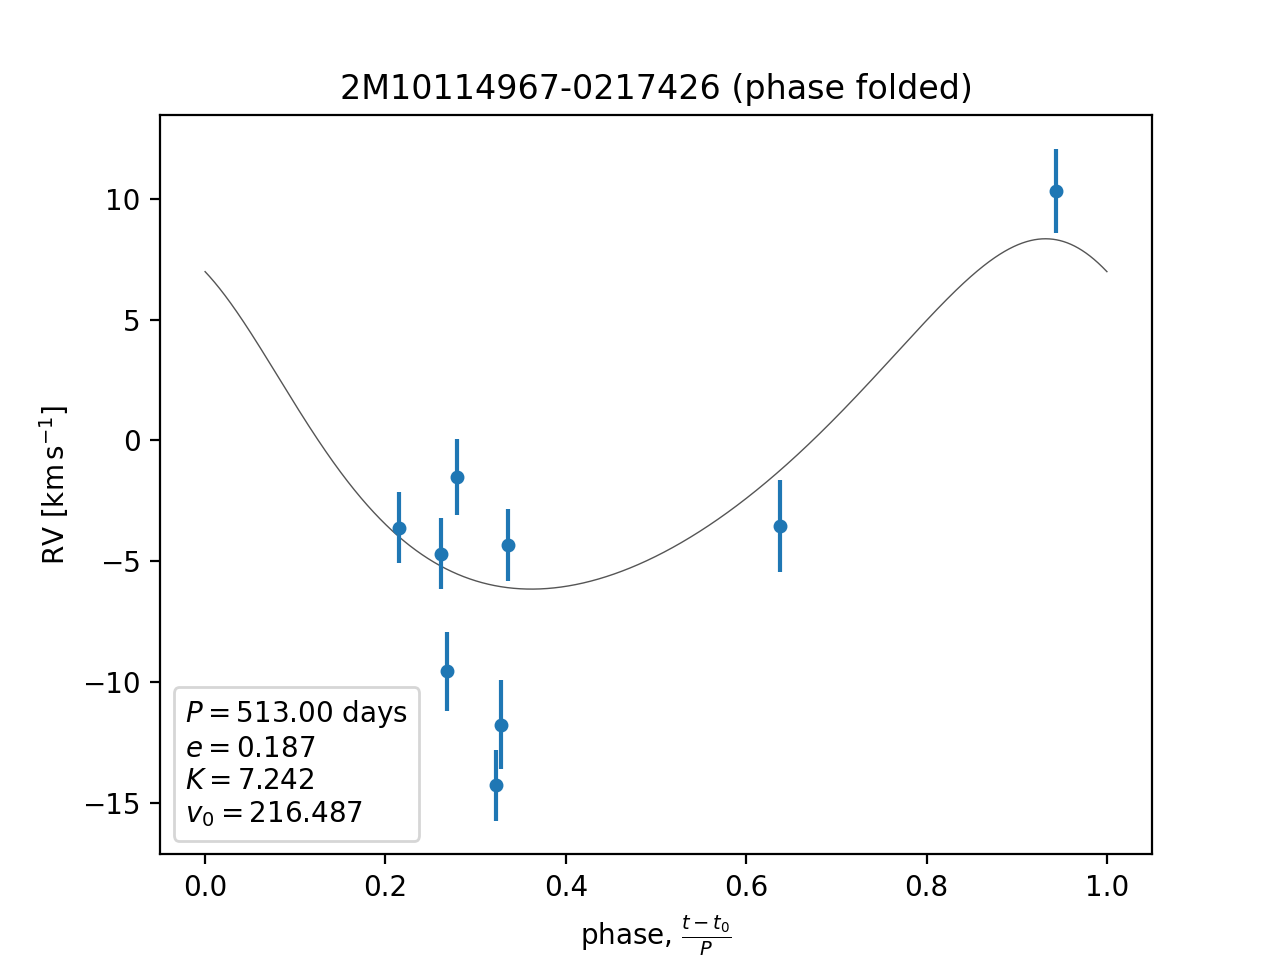 2M10114967-0217426 (phase folded)
RV [km s⁻¹]
10
5
0
−5
−10
−15
P = 513.00 days
e = 0.187
K = 7.242
v₀ = 216.487
0.0 0.2 0.4 0.6 0.8 1.0
phase, (t − t₀)/P